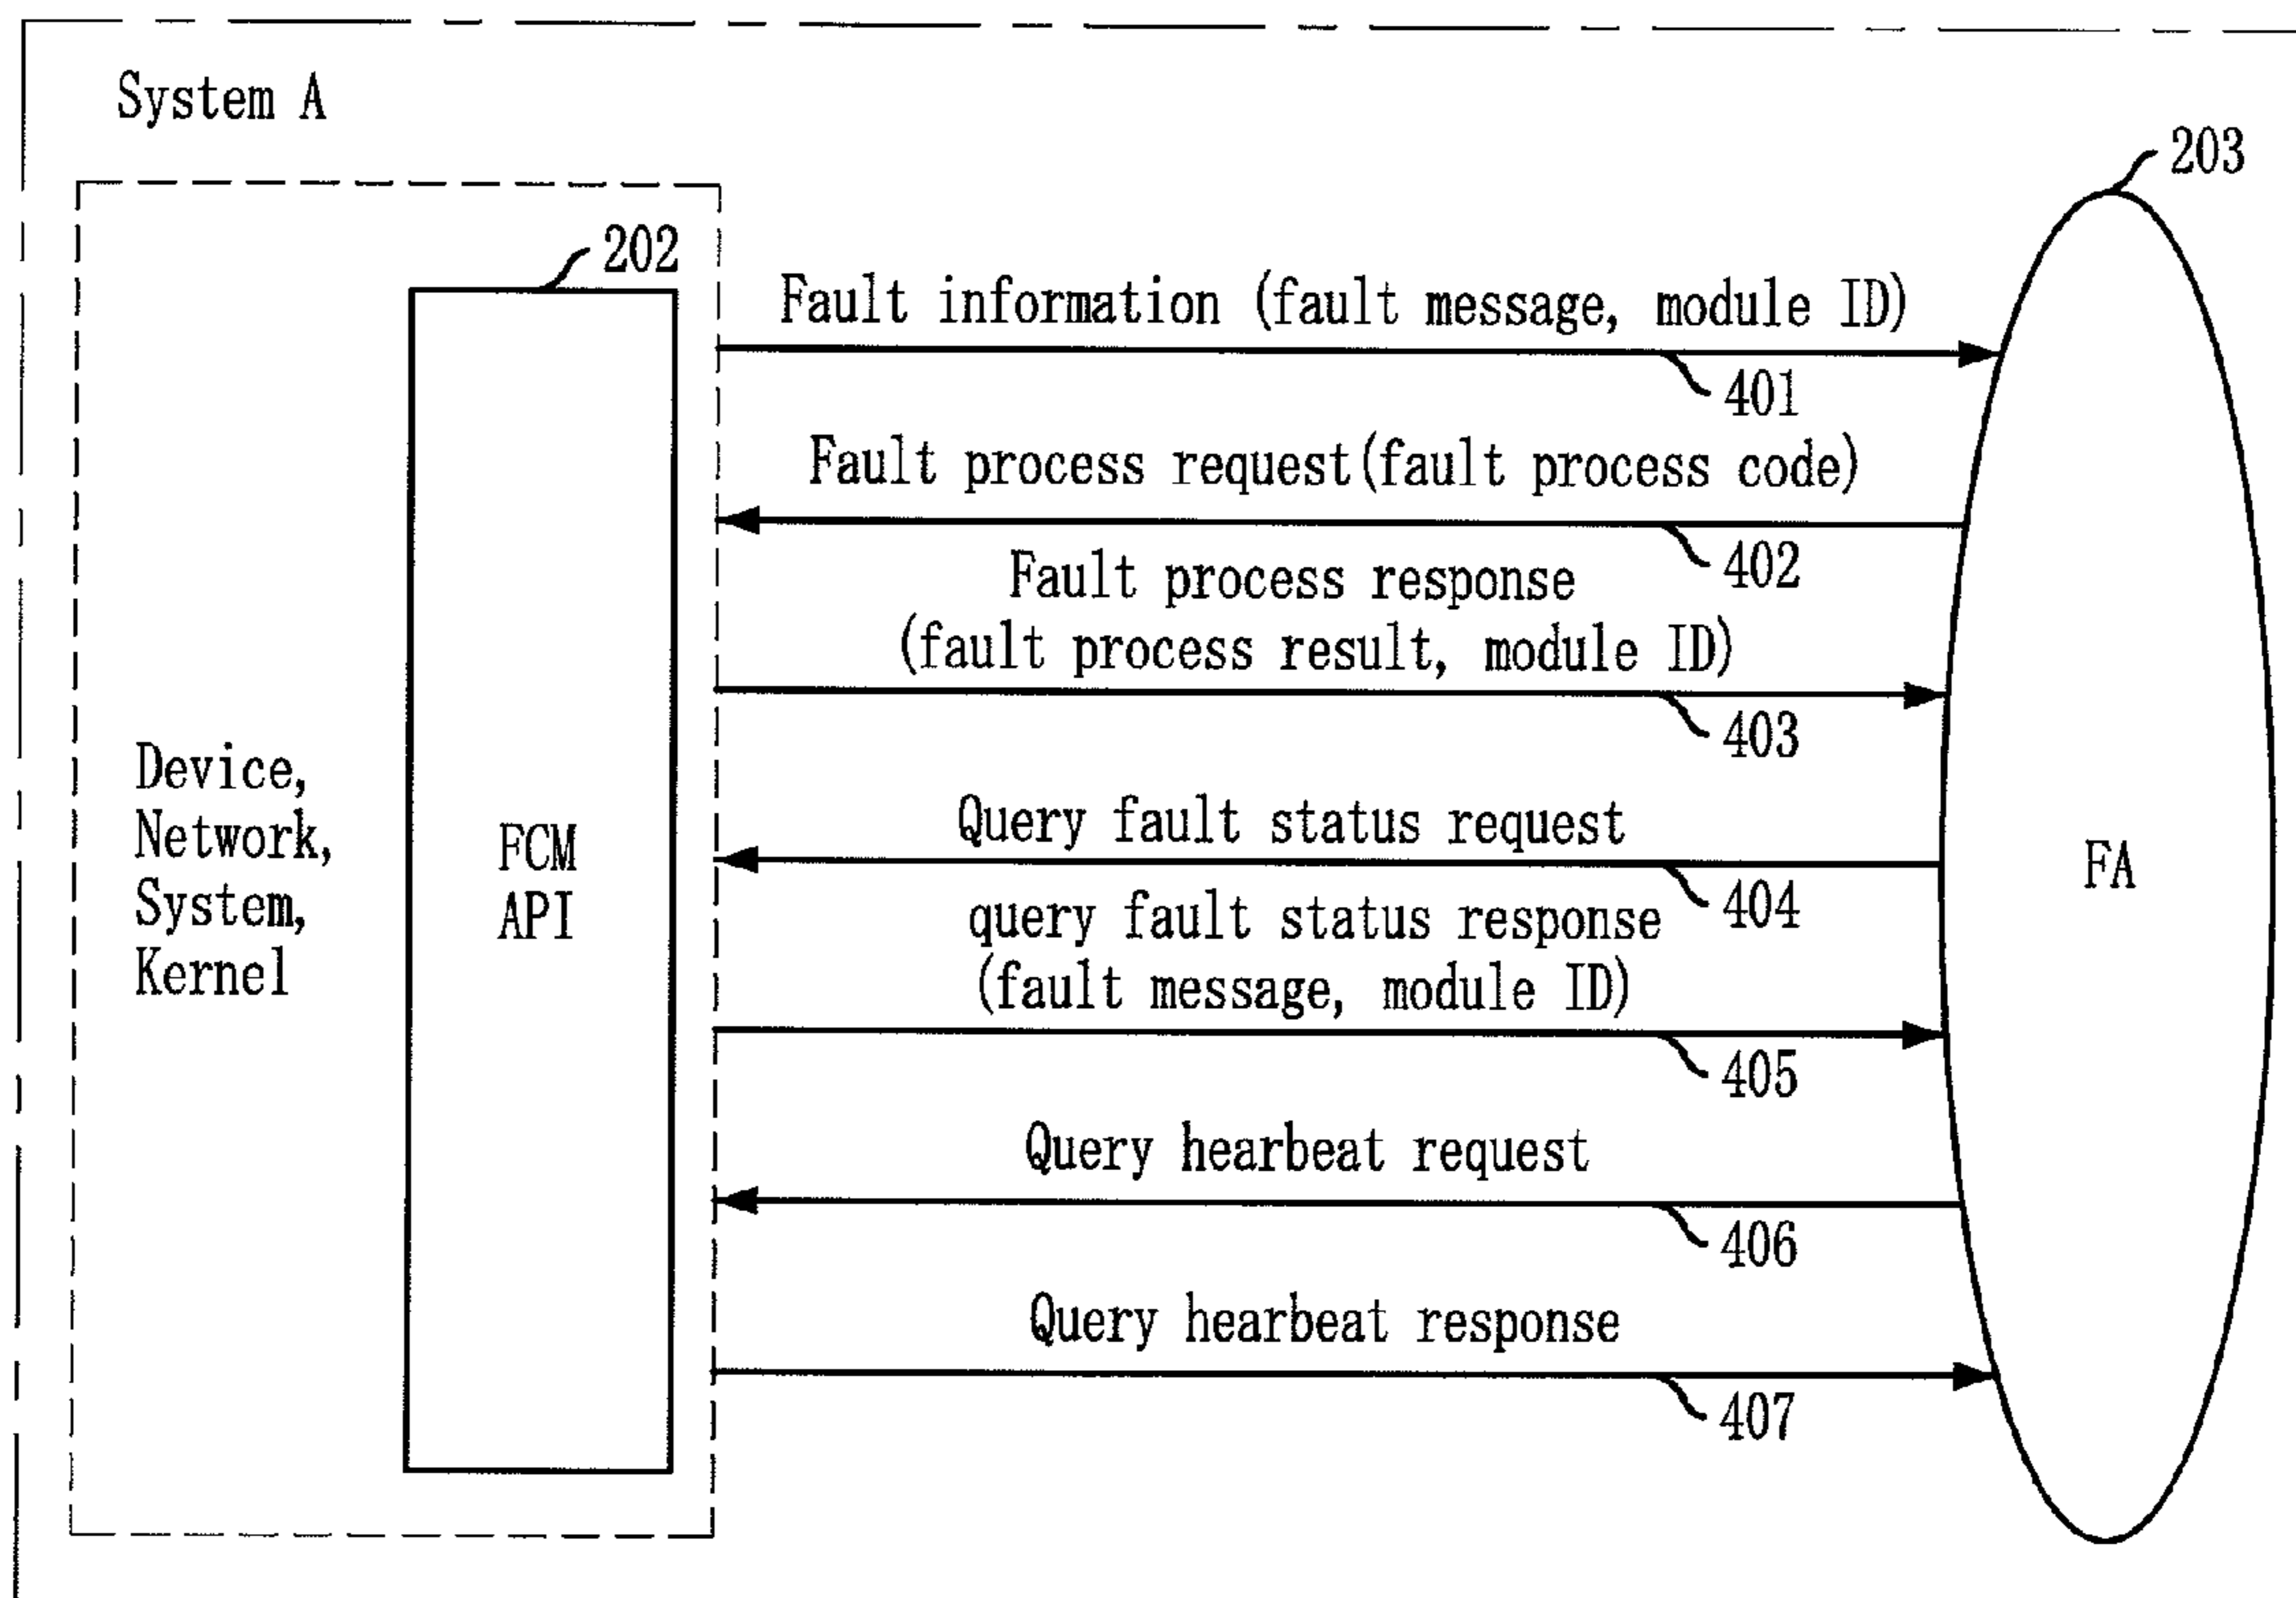 System A
203
202
Fault information (fault message, module ID)
401
Fault process request(fault process code)
402
Fault process response
(fault process result, module ID)
403
Device,
Network,
System,
Kernel
FCM
API
Query fault status request
404
FA
query fault status response
(fault message, module ID)
405
Query hearbeat request
406
Query hearbeat response
407